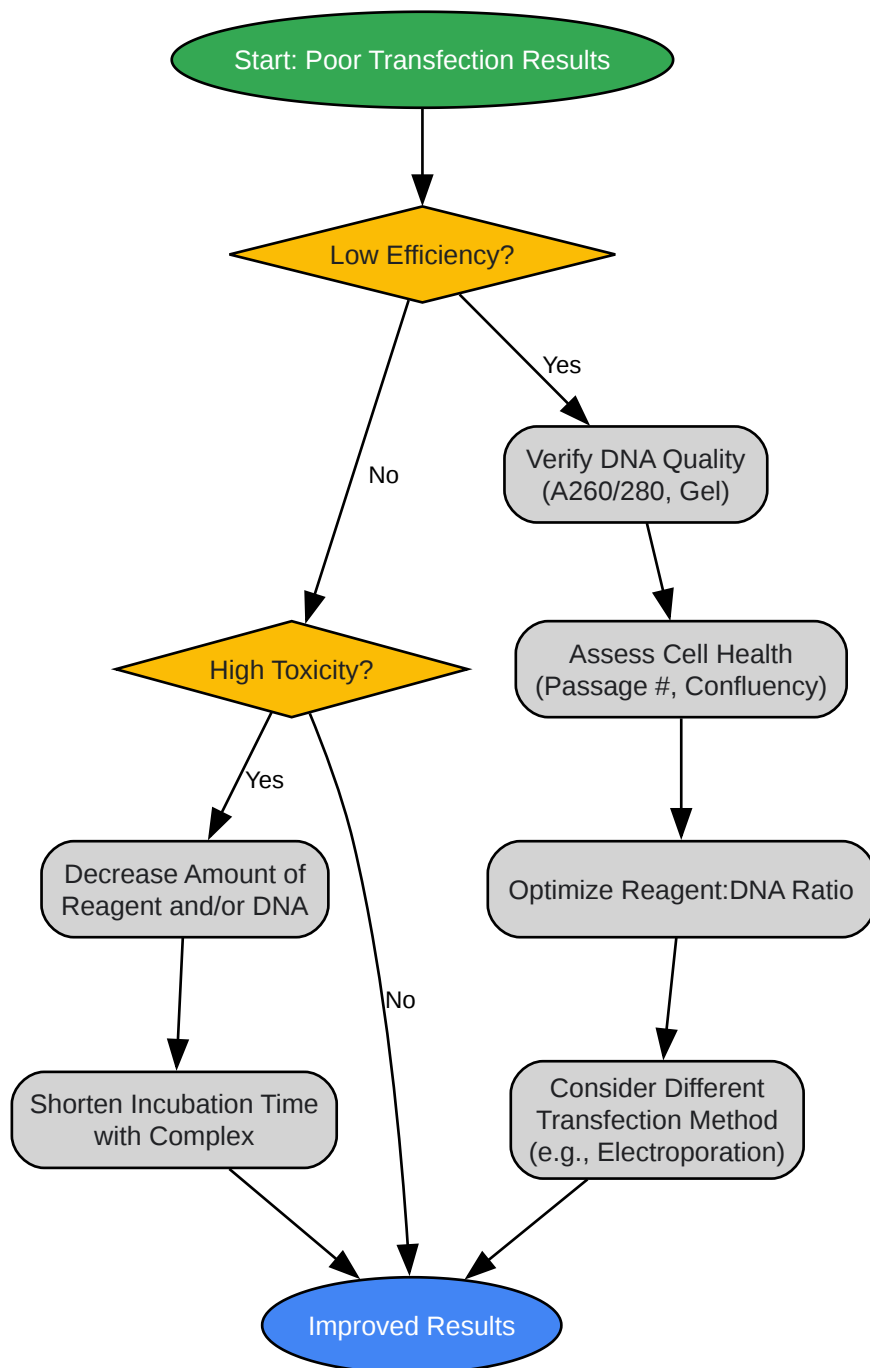 Start: Poor Transfection Results
Low Efficiency?
Yes
No
Verify DNA Quality
(A260/280, Gel)
High Toxicity?
Assess Cell Health
(Passage #, Confluency)
Yes
Decrease Amount of
Reagent and/or DNA
Optimize Reagent:DNA Ratio
No
Shorten Incubation Time
with Complex
Consider Different
Transfection Method
(e.g., Electroporation)
Improved Results